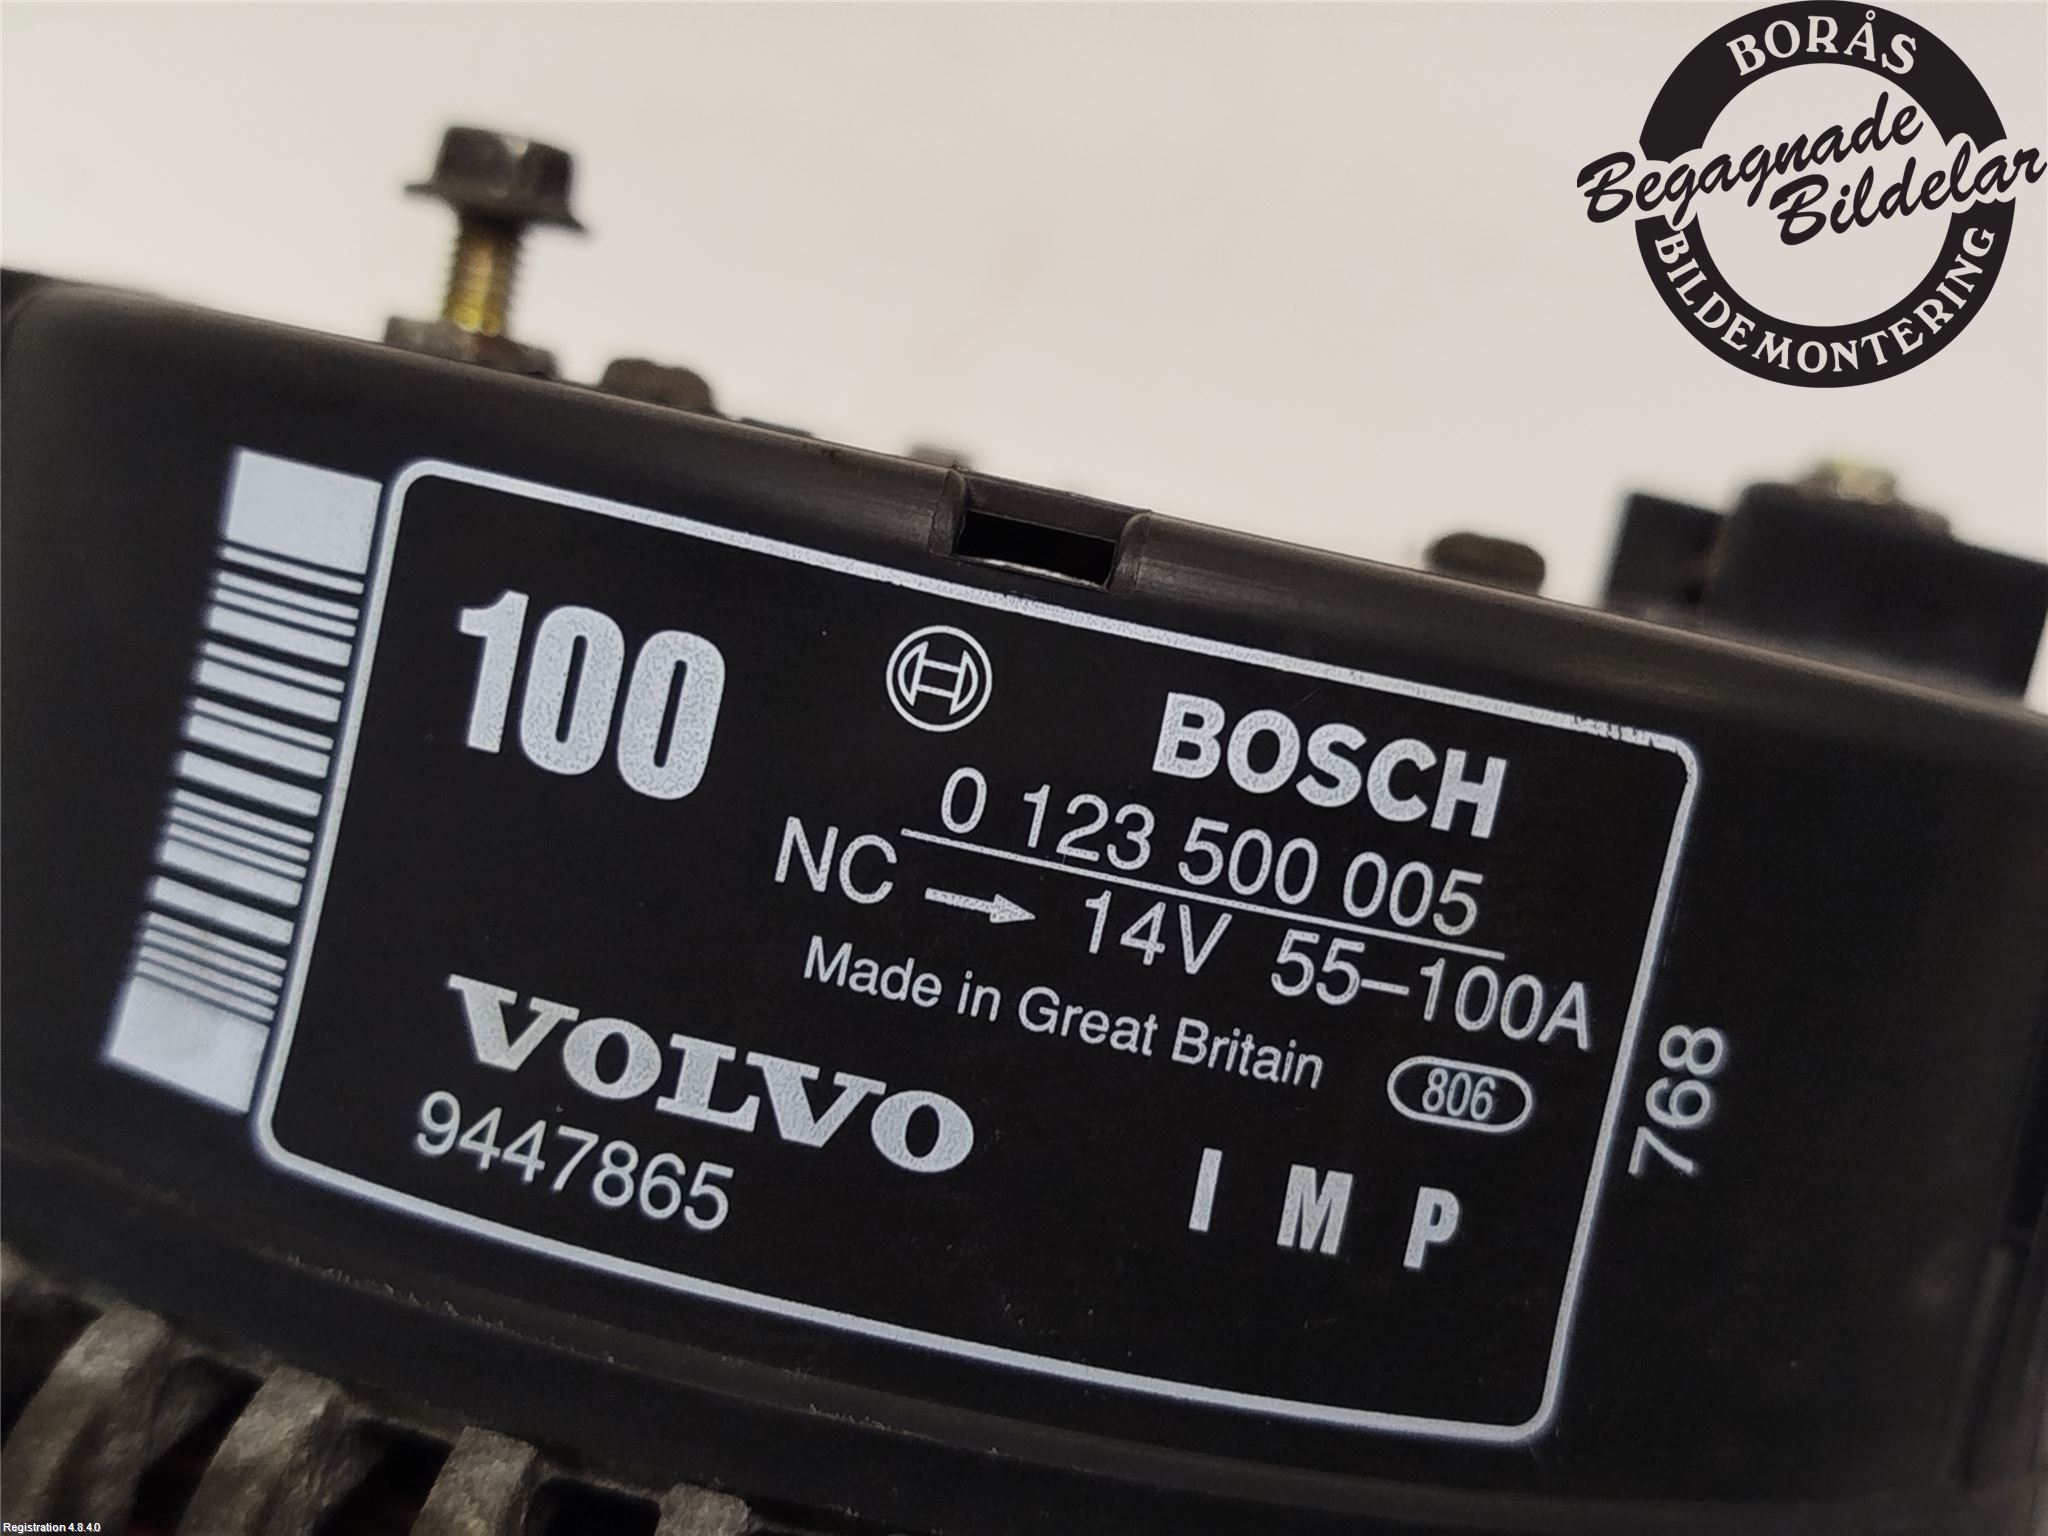 BORÅS
Begagnade
Bildelar
BILDEMONTERING
100
BOSCH
0 123 500 005
NC → 14V 55-100A
Made in Great Britain
806
768
VOLVO
9447865
I M P
Registration 4.8.4.0